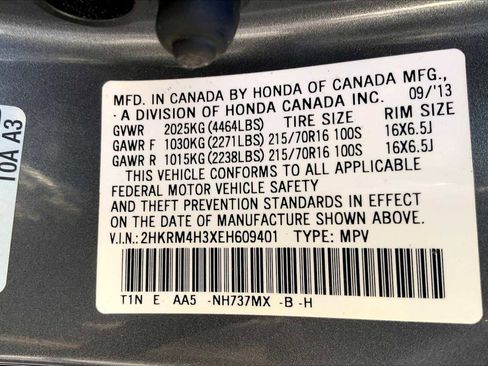 MFD. IN CANADA BY HONDA OF CANADA MFG.,
· A DIVISION OF HONDA CANADA INC. 09/'13
GVWR 2025KG (4464LBS) TIRE SIZE RIM SIZE
GAWR F 1030KG (2271LBS) 215/70R16 100S 16X6.5J
GAWR R 1015KG (2238LBS) 215/70R16 100S 16X6.5J
THIS VEHICLE CONFORMS TO ALL APPLICABLE
FEDERAL MOTOR VEHICLE SAFETY
AND THEFT PREVENTION STANDARDS IN EFFECT
ON THE DATE OF MANUFACTURE SHOWN ABOVE.
V.I.N.: 2HKRM4H3XEH609401 TYPE: MPV
T1N E AA5 -NH737MX -B -H
TOA A3